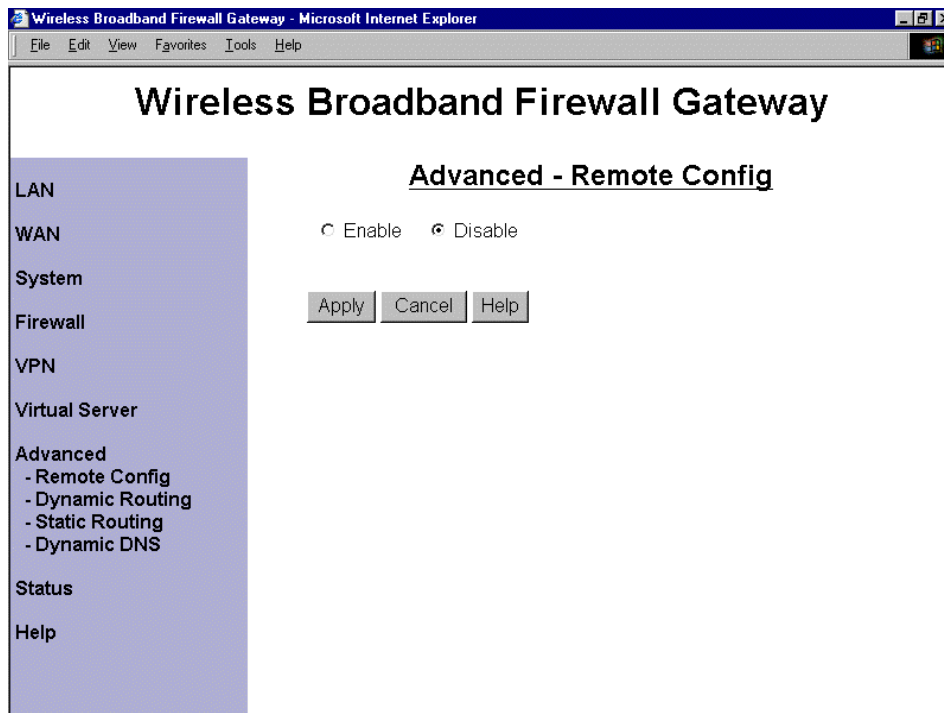 Wireless Broadband Firewall Gateway - Microsoft Internet Explorer
File Edit View Favorites Tools Help
Wireless Broadband Firewall Gateway
LAN
WAN
System
Firewall
VPN
Virtual Server
Advanced
- Remote Config
- Dynamic Routing
- Static Routing
- Dynamic DNS
Status
Help
Advanced - Remote Config
Enable Disable
Apply Cancel Help